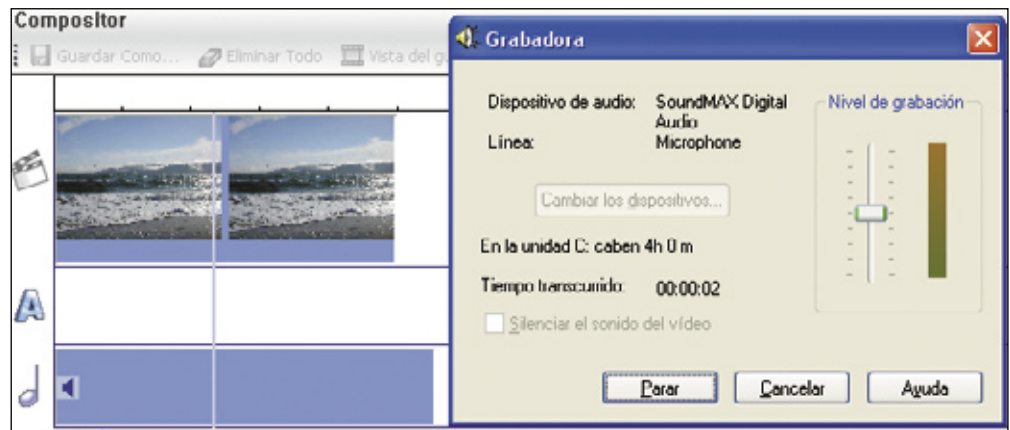 Compositor
Guardar Como... Eliminar Todo Vista del g
Grabadora
Dispositivo de audio: SoundMAX Digital
Audio
Línea: Microphone
Nivel de grabación
Cambiar los dispositivos...
En la unidad C: caben 4h 0 m
Tiempo transcurrido: 00:00:02
Silenciar el sonido del vídeo
Parar Cancelar Ayuda
A